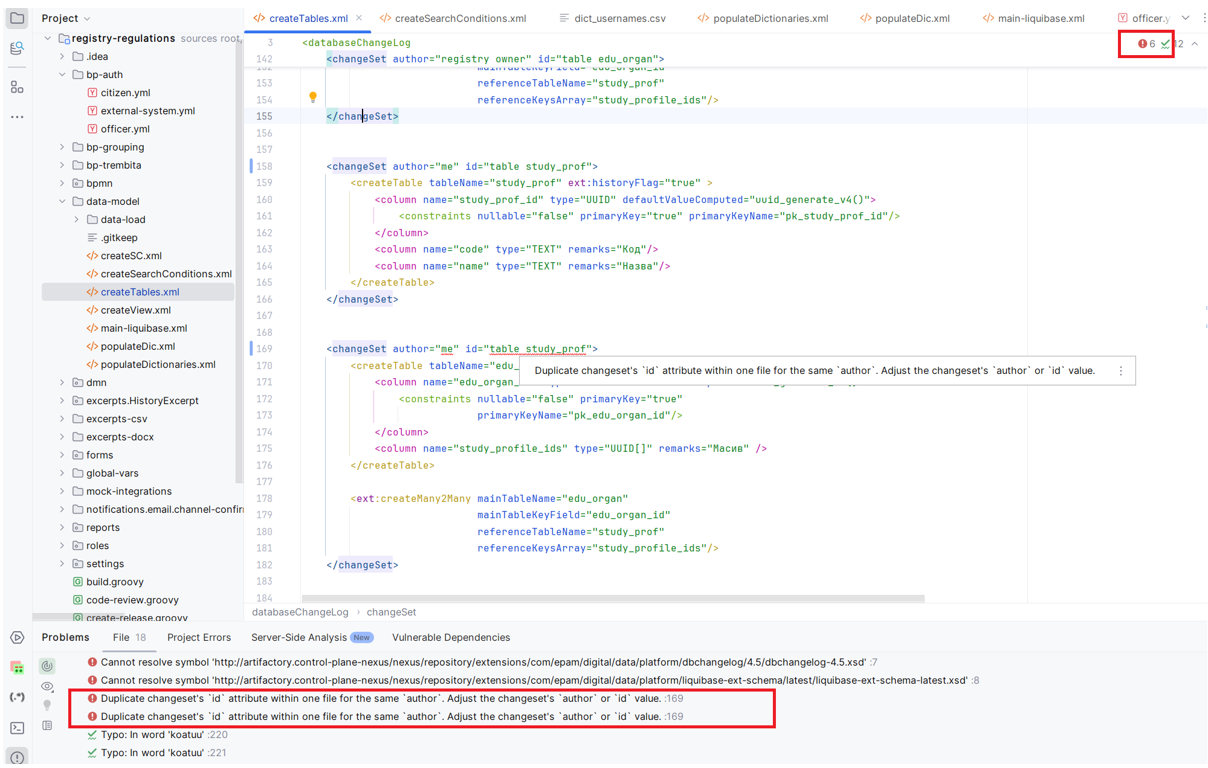 Project
createTables.xml
createSearchConditions.xml
dict_usernames.csv
populateDictionaries.xml
populateDic.xml
main-liquibase.xml
officer.y
registry-regulations sources root,
.idea
bp-auth
citizen.yml
external-system.yml
officer.yml
bp-grouping
bp-trembita
bpmn
data-model
data-load
.gitkeep
createSC.xml
createSearchConditions.xml
createTables.xml
createView.xml
main-liquibase.xml
populateDic.xml
populateDictionaries.xml
dmn
excerpts.HistoryExcerpt
excerpts-csv
excerpts-docx
forms
global-vars
mock-integrations
notifications.email.channel-confir
reports
roles
settings
build.groovy
code-review.groovy
create-release.groovy
6 12
3 <databaseChangeLog
142 <changeSet author="registry owner" id="table edu_organ">
152 mainTableKeyField="edu_organ_id"
153 referenceTableName="study_prof"
154 referenceKeysArray="study_profile_ids"/>
155 </changeSet>
156
157
158 <changeSet author="me" id="table study_prof">
159 <createTable tableName="study_prof" ext:historyFlag="true" >
160 <column name="study_prof_id" type="UUID" defaultValueComputed="uuid_generate_v4()">
161 <constraints nullable="false" primaryKey="true" primaryKeyName="pk_study_prof_id"/>
162 </column>
163 <column name="code" type="TEXT" remarks="Код"/>
164 <column name="name" type="TEXT" remarks="Назва"/>
165 </createTable>
166 </changeSet>
167
168
169 <changeSet author="me" id="table study_prof">
170 <createTable tableName="edu_
Duplicate changeset's `id` attribute within one file for the same `author`. Adjust the changeset's `author` or `id` value.
171 <column name="edu_organ_
172 <constraints nullable="false" primaryKey="true"
173 primaryKeyName="pk_edu_organ_id"/>
174 </column>
175 <column name="study_profile_ids" type="UUID[]" remarks="Масив" />
176 </createTable>
177
178 <ext:createMany2Many mainTableName="edu_organ"
179 mainTableKeyField="edu_organ_id"
180 referenceTableName="study_prof"
181 referenceKeysArray="study_profile_ids"/>
182 </changeSet>
183
184
databaseChangeLog › changeSet
Problems File 18 Project Errors Server-Side Analysis New Vulnerable Dependencies
Cannot resolve symbol 'http://artifactory.control-plane-nexus/nexus/repository/extensions/com/epam/digital/data/platform/dbchangelog/4.5/dbchangelog-4.5.xsd' :7
Cannot resolve symbol 'http://artifactory.control-plane-nexus/nexus/repository/extensions/com/epam/digital/data/platform/liquibase-ext-schema/latest/liquibase-ext-schema-latest.xsd' :8
Duplicate changeset's `id` attribute within one file for the same `author`. Adjust the changeset's `author` or `id` value. :169
Duplicate changeset's `id` attribute within one file for the same `author`. Adjust the changeset's `author` or `id` value. :169
Typo: In word 'koatuu' :220
Typo: In word 'koatuu' :221